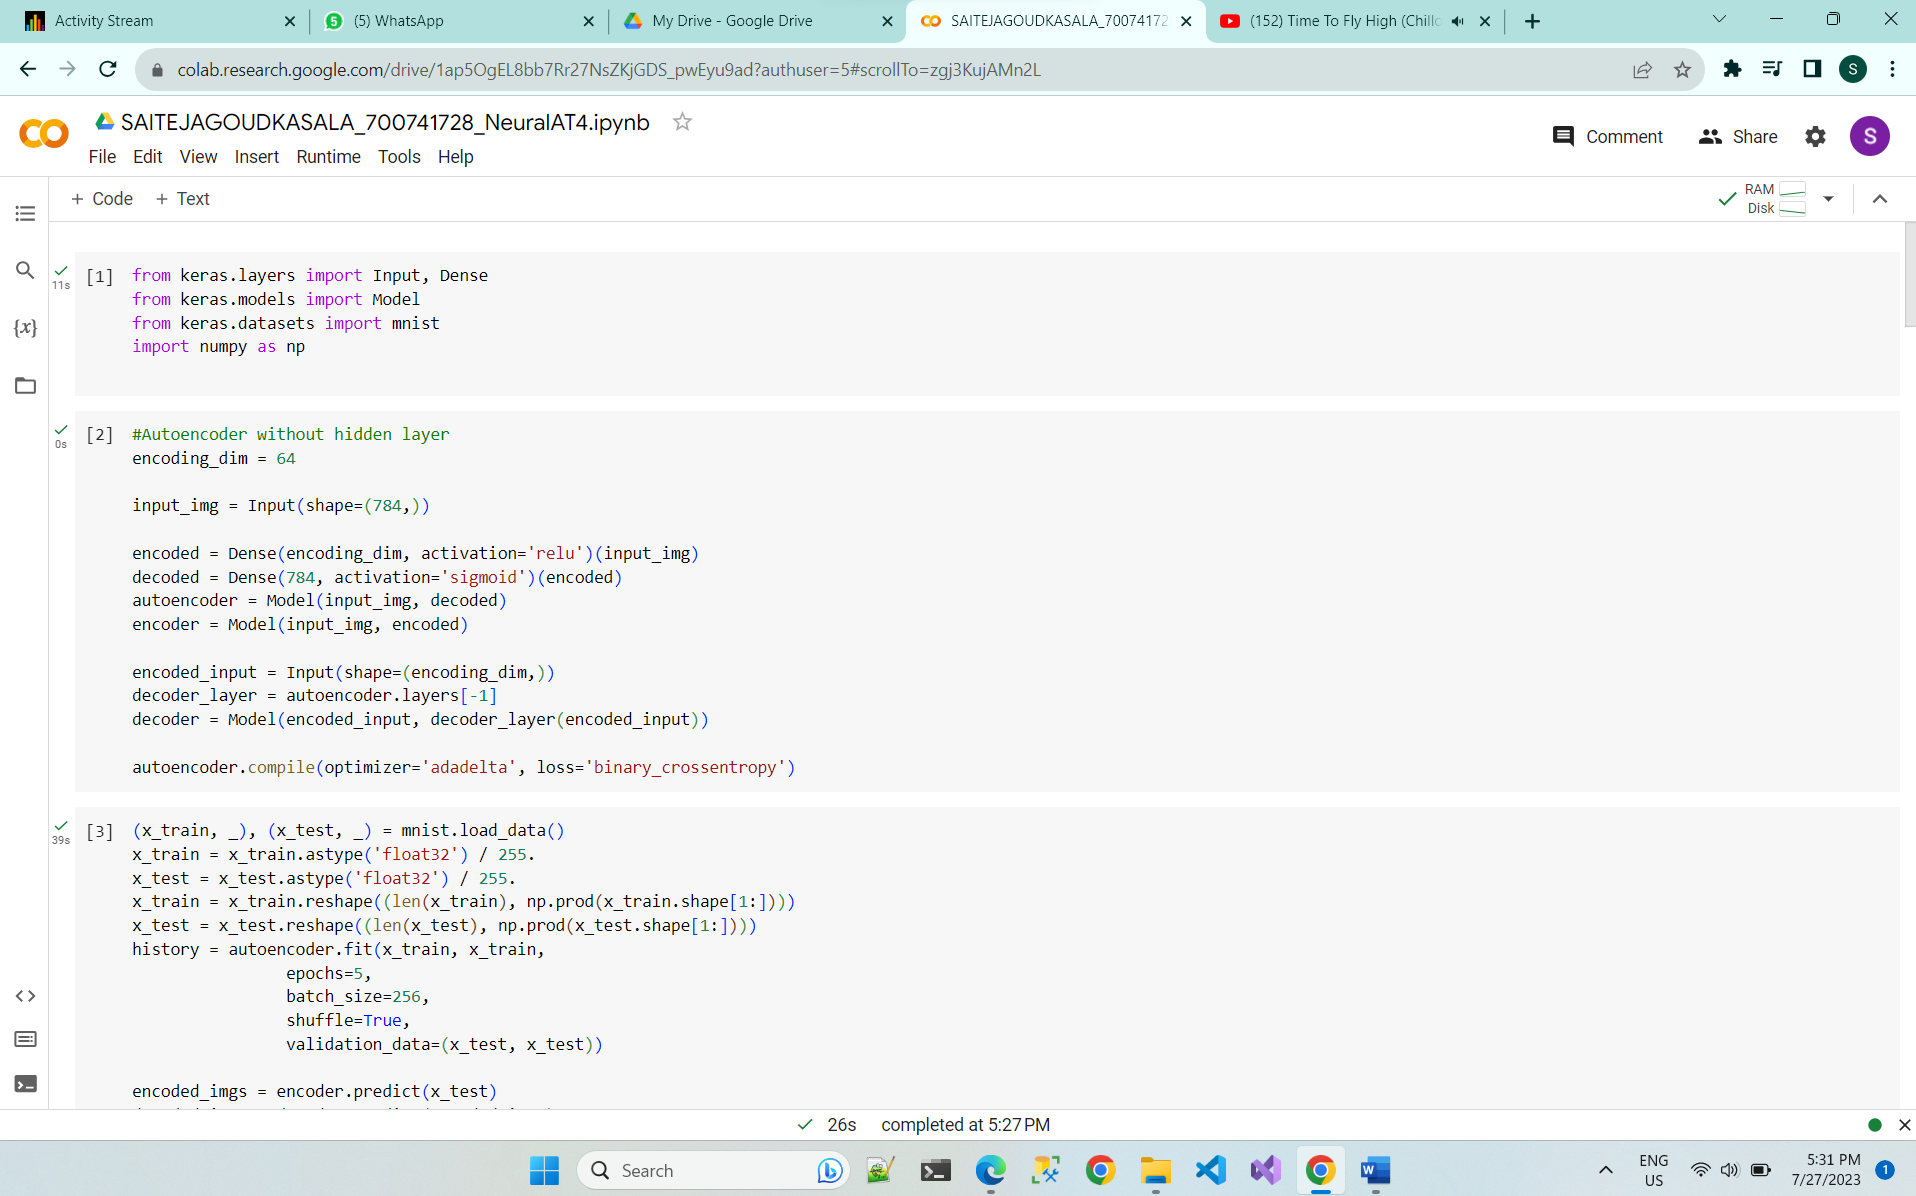 Activity Stream
5 (5) WhatsApp
My Drive - Google Drive
SAITEJAGOUDKASALA_70074172
(152) Time To Fly High (Chillo
colab.research.google.com/drive/1ap5OgEL8bb7Rr27NsZKjGDS_pwEyu9ad?authuser=5#scrollTo=zgj3KujAMn2L
S
SAITEJAGOUDKASALA_700741728_NeuralAT4.ipynb
File Edit View Insert Runtime Tools Help
Comment
Share
S
+ Code + Text
RAM
Disk
{x}
11s
[1] from keras.layers import Input, Dense
from keras.models import Model
from keras.datasets import mnist
import numpy as np
0s
[2] #Autoencoder without hidden layer
encoding_dim = 64
input_img = Input(shape=(784,))
encoded = Dense(encoding_dim, activation='relu')(input_img)
decoded = Dense(784, activation='sigmoid')(encoded)
autoencoder = Model(input_img, decoded)
encoder = Model(input_img, encoded)
encoded_input = Input(shape=(encoding_dim,))
decoder_layer = autoencoder.layers[-1]
decoder = Model(encoded_input, decoder_layer(encoded_input))
autoencoder.compile(optimizer='adadelta', loss='binary_crossentropy')
39s
[3] (x_train, _), (x_test, _) = mnist.load_data()
x_train = x_train.astype('float32') / 255.
x_test = x_test.astype('float32') / 255.
x_train = x_train.reshape((len(x_train), np.prod(x_train.shape[1:])))
x_test = x_test.reshape((len(x_test), np.prod(x_test.shape[1:])))
history = autoencoder.fit(x_train, x_train,
epochs=5,
batch_size=256,
shuffle=True,
validation_data=(x_test, x_test))
encoded_imgs = encoder.predict(x_test)
26s completed at 5:27 PM
Search
ENG
US
5:31 PM
7/27/2023
1